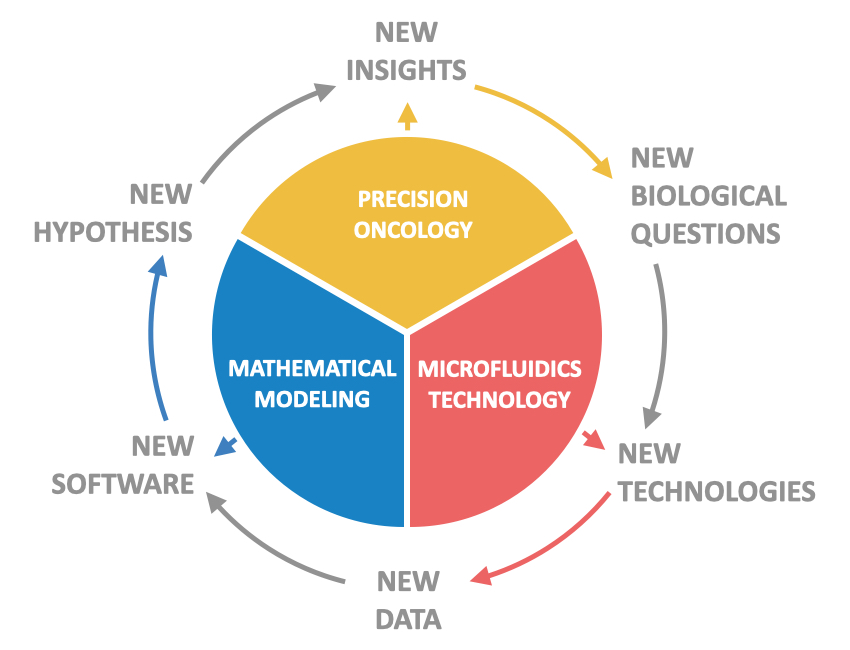 NEW
INSIGHTS
NEW
BIOLOGICAL
QUESTIONS
NEW
TECHNOLOGIES
NEW
DATA
NEW
SOFTWARE
NEW
HYPOTHESIS
PRECISION
ONCOLOGY
MICROFLUIDICS
TECHNOLOGY
MATHEMATICAL
MODELING